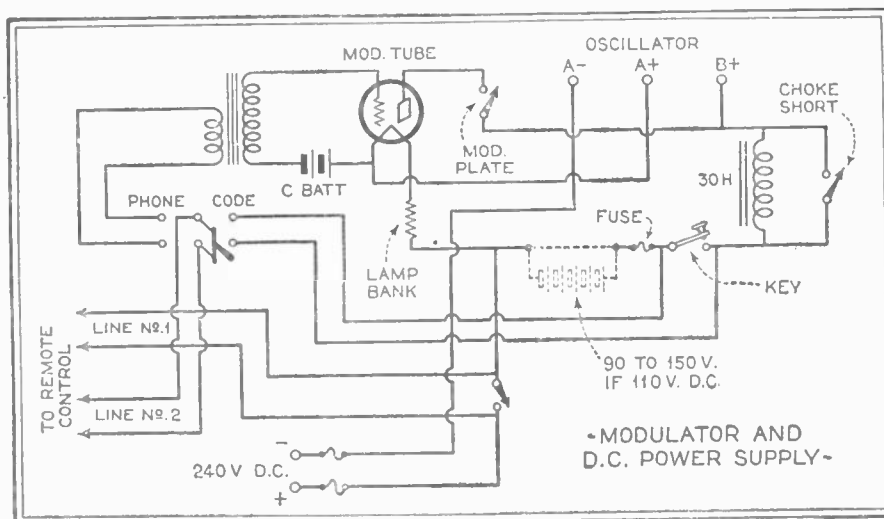 MOD. TUBE
OSCILLATOR
A-
A+
B+
CHOKE
SHORT
MOD.
PLATE
30H
C BATT
PHONE
CODE
FUSE
LAMP
BANK
KEY
LINE Nº.1
TO REMOTE
CONTROL
LINE Nº.2
90 TO 150 V.
IF 110 V. D.C.
-
240 V D.C.
+
~MODULATOR AND
D.C. POWER SUPPLY~